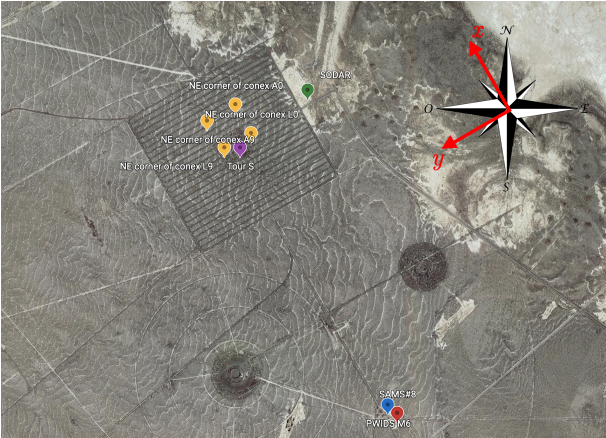 x
N
SODAR
NE corner of conex A0
O
E
NE corner of conex L0
NE corner of conex A9
y
NE corner of conex L9
Tour S
S
SAMS#8
PWIDS M6